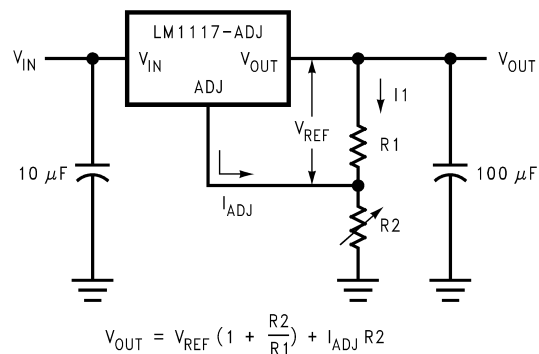 LM1117-ADJ
V_IN
V_IN
V_OUT
V_OUT
ADJ
I1
V_REF
R1
10 µF
100 µF
I_ADJ
R2
V_OUT = V_REF (1 + R2/R1) + I_ADJ R2